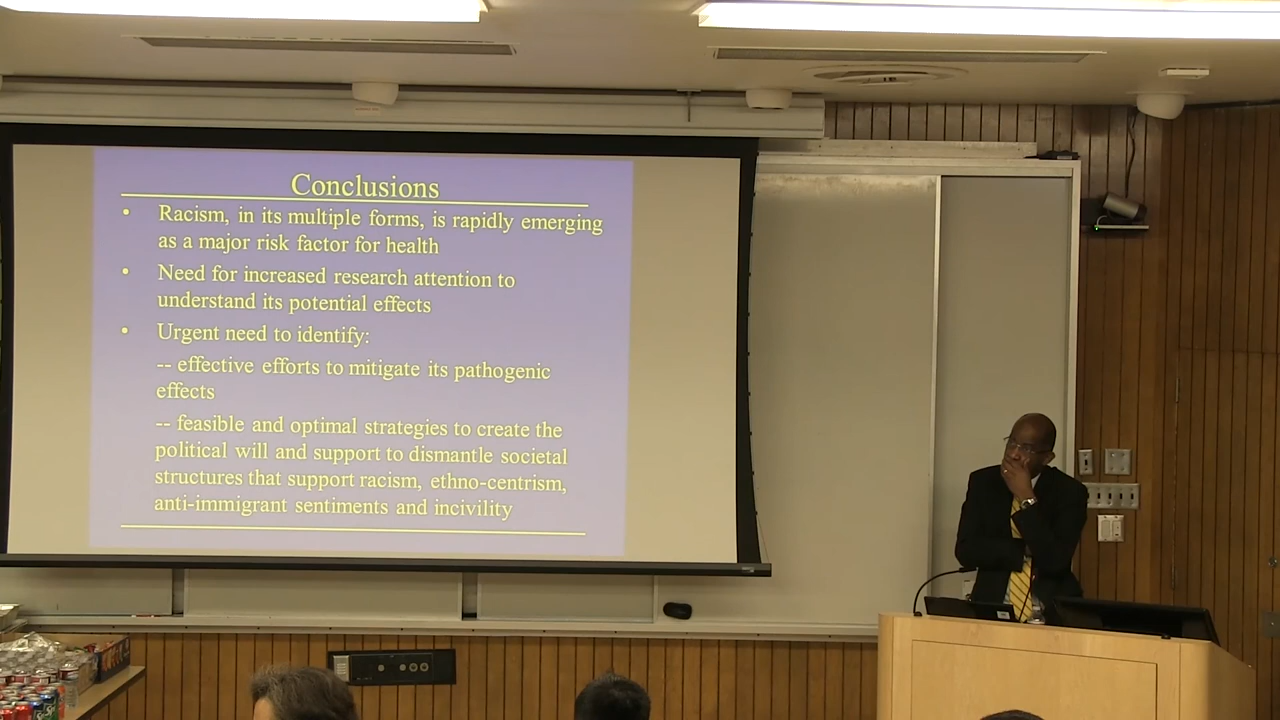 Conclusions
• Racism, in its multiple forms, is rapidly emerging
as a major risk factor for health
• Need for increased research attention to
understand its potential effects
• Urgent need to identify:
-- effective efforts to mitigate its pathogenic
effects
-- feasible and optimal strategies to create the
political will and support to dismantle societal
structures that support racism, ethno-centrism,
anti-immigrant sentiments and incivility